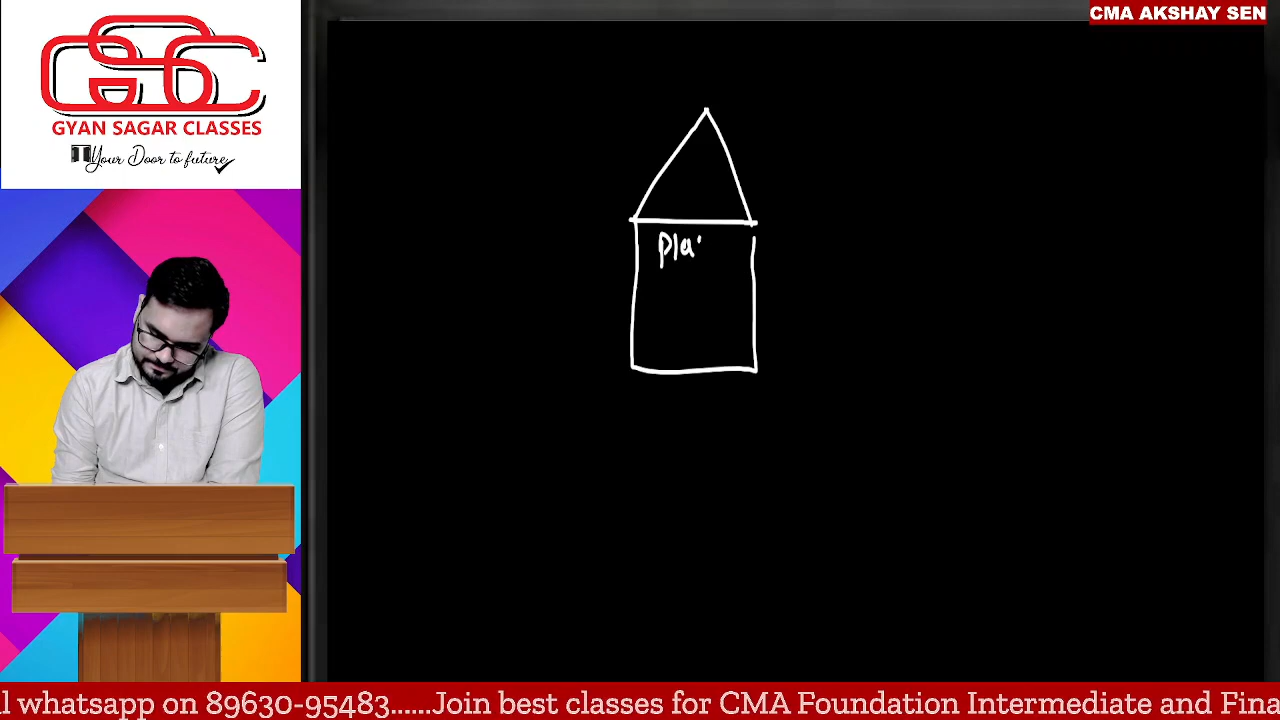 CMA AKSHAY SEN
GSC
GYAN SAGAR CLASSES
Your Door to future
Pla
l whatsapp on 89630-95483......Join best classes for CMA Foundation Intermediate and Fina